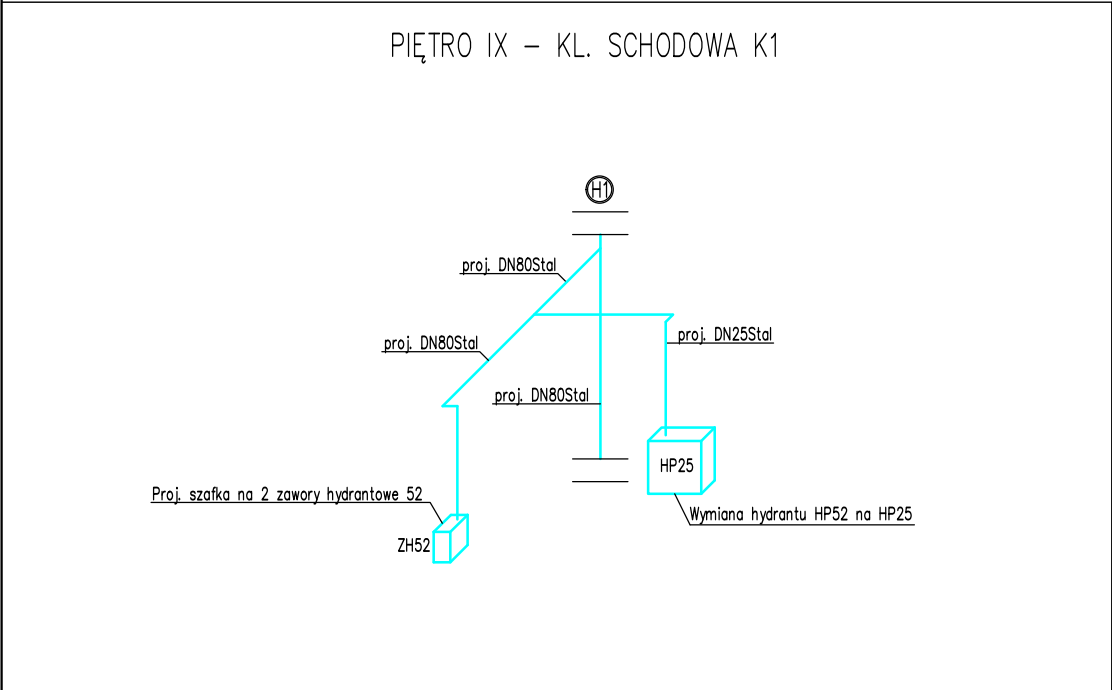 PIĘTRO IX – KL. SCHODOWA K1
H1
proj. DN80Stal
proj. DN80Stal
proj. DN25Stal
proj. DN80Stal
HP25
Proj. szafka na 2 zawory hydrantowe 52
Wymiana hydrantu HP52 na HP25
ZH52